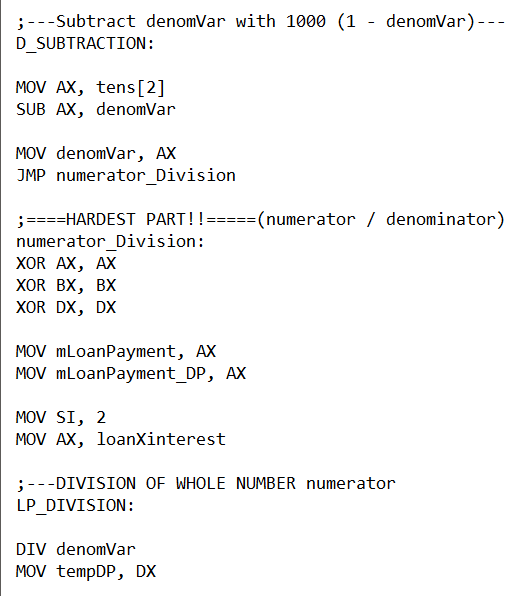 ;---Subtract denomVar with 1000 (1 - denomVar)---
D_SUBTRACTION:
MOV AX, tens[2]
SUB AX, denomVar
MOV denomVar, AX
JMP numerator_Division
;====HARDEST PART!!=====(numerator / denominator)
numerator_Division:
XOR AX, AX
XOR BX, BX
XOR DX, DX
MOV mLoanPayment, AX
MOV mLoanPayment_DP, AX
MOV SI, 2
MOV AX, loanXinterest
;---DIVISION OF WHOLE NUMBER numerator
LP_DIVISION:
DIV denomVar
MOV tempDP, DX